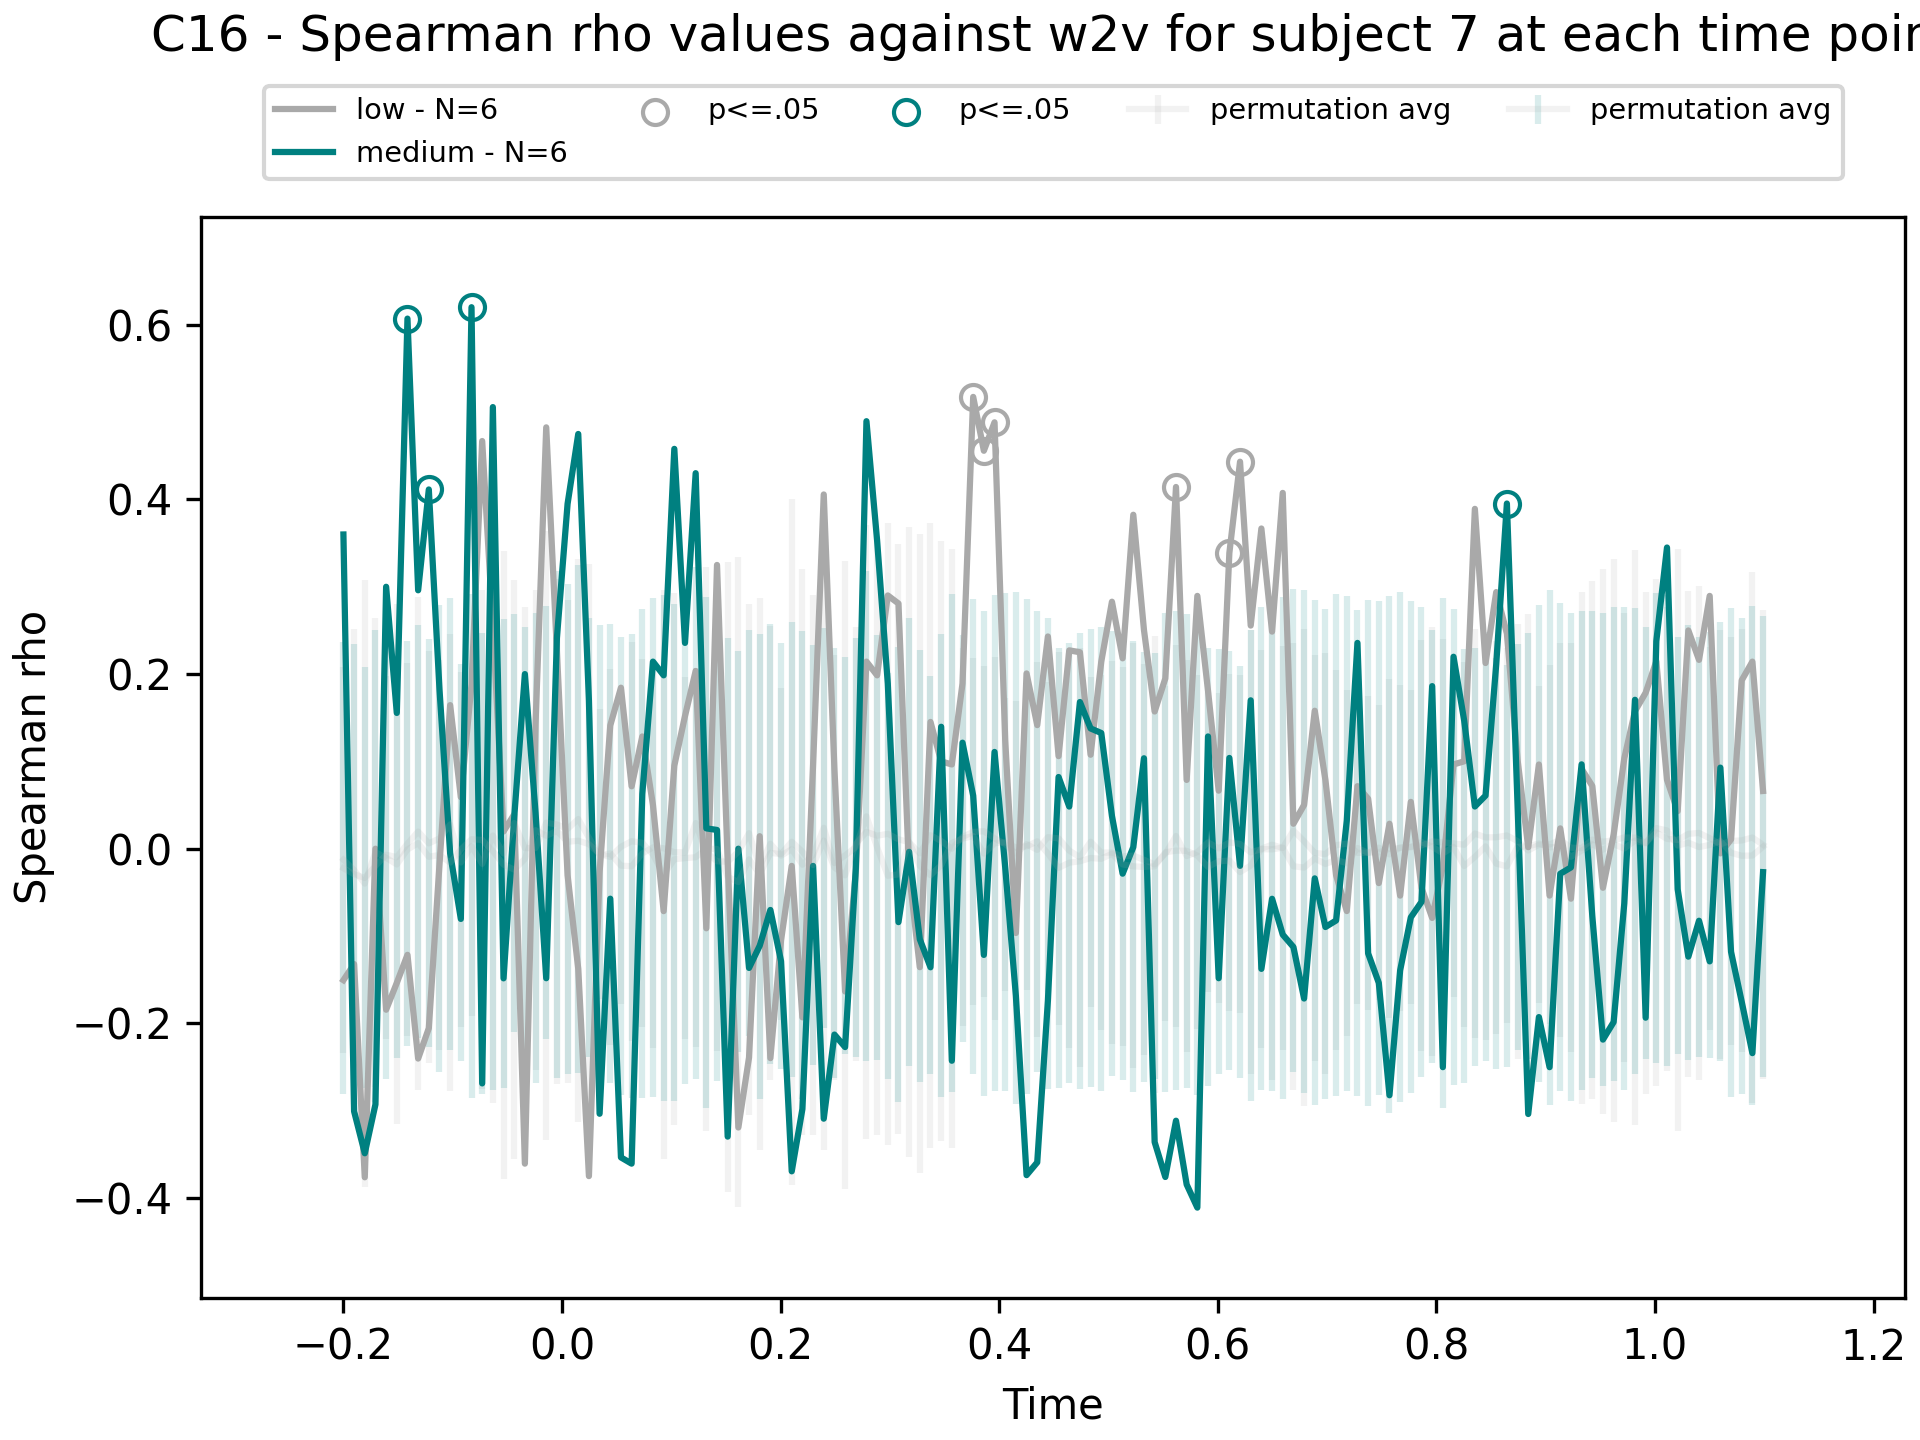 C16 - Spearman rho values against w2v for subject 7 at each time poin
low - N=6 p<=.05 p<=.05 permutation avg permutation avg
medium - N=6
Spearman rho
0.6
0.4
0.2
0.0
−0.2
−0.4
−0.2 0.0 0.2 0.4 0.6 0.8 1.0 1.2
Time